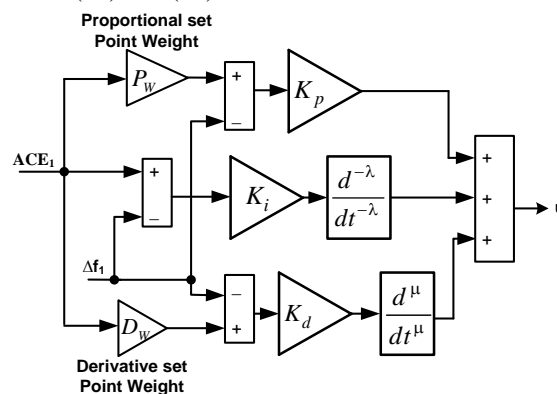 Proportional set
Point Weight
P_W
+
−
K_p
ACE₁
+
−
K_i
d^{−λ}
dt^{−λ}
+
+
+
Δf₁
−
+
D_W
K_d
d^μ
dt^μ
Derivative set
Point Weight